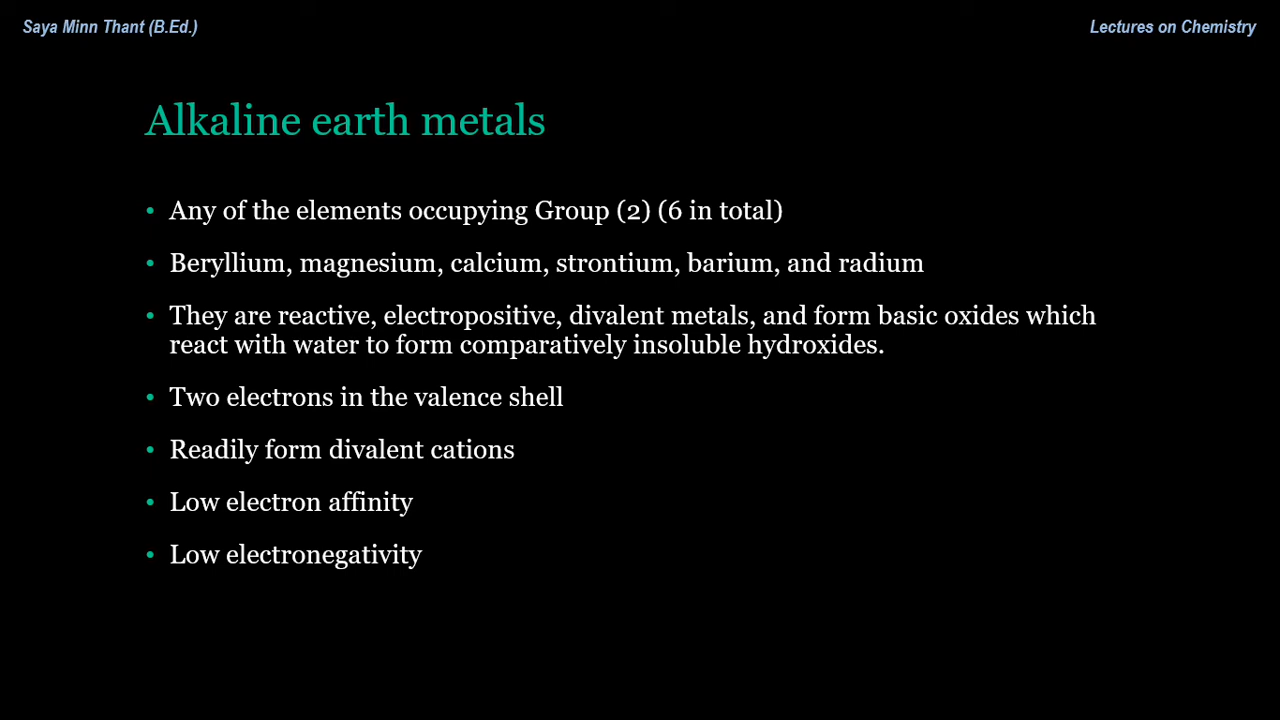 Saya Minn Thant (B.Ed.)
Lectures on Chemistry
Alkaline earth metals
• Any of the elements occupying Group (2) (6 in total)
• Beryllium, magnesium, calcium, strontium, barium, and radium
• They are reactive, electropositive, divalent metals, and form basic oxides which
react with water to form comparatively insoluble hydroxides.
• Two electrons in the valence shell
• Readily form divalent cations
• Low electron affinity
• Low electronegativity